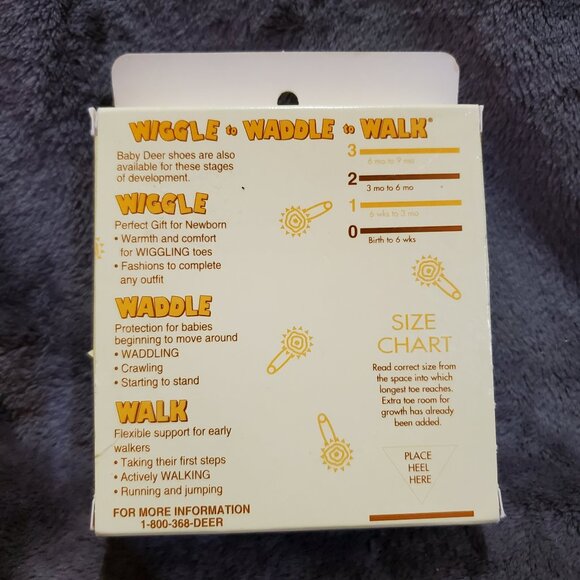 WIGGLE to WADDLE to WALK®
Baby Deer shoes are also
available for these stages
of development.
WIGGLE
Perfect Gift for Newborn
• Warmth and comfort
for WIGGLING toes
• Fashions to complete
any outfit
WADDLE
Protection for babies
beginning to move around
• WADDLING
• Crawling
• Starting to stand
WALK
Flexible support for early
walkers
• Taking their first steps
• Actively WALKING
• Running and jumping
FOR MORE INFORMATION
1-800-368-DEER
3
6 mo to 9 mo
2
3 mo to 6 mo
1
6 wks to 3 mo
0
Birth to 6 wks
SIZE
CHART
Read correct size from
the space into which
longest toe reaches.
Extra toe room for
growth has already
been added.
PLACE
HEEL
HERE